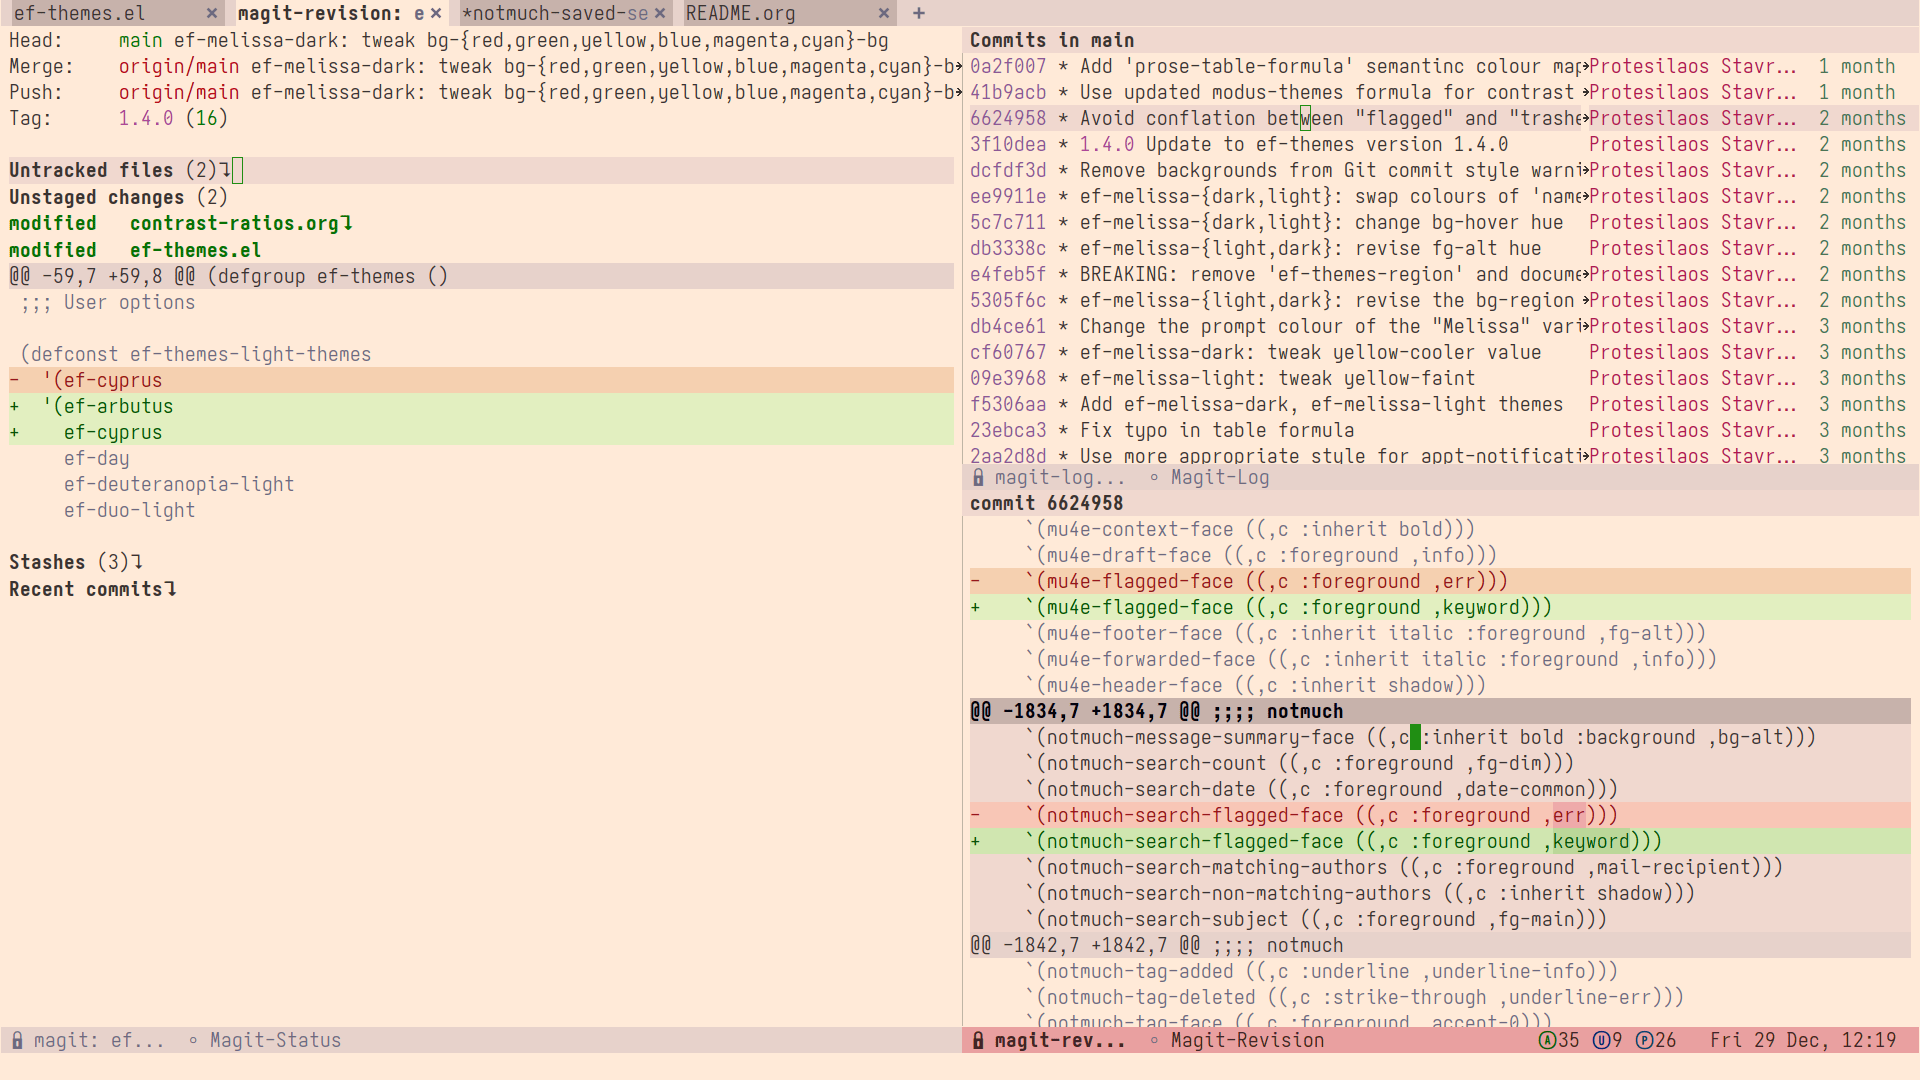 ef-themes.el × magit-revision: e × *notmuch-saved-se × README.org × +
Head:     main ef-melissa-dark: tweak bg-{red,green,yellow,blue,magenta,cyan}-bg
Merge:    origin/main ef-melissa-dark: tweak bg-{red,green,yellow,blue,magenta,cyan}-b
Push:     origin/main ef-melissa-dark: tweak bg-{red,green,yellow,blue,magenta,cyan}-b
Tag:      1.4.0 (16)
Untracked files (2)
Unstaged changes (2)
modified   contrast-ratios.org
modified   ef-themes.el
@@ -59,7 +59,8 @@ (defgroup ef-themes ()
 ;;; User options
 (defconst ef-themes-light-themes
-  '(ef-cyprus
+  '(ef-arbutus
+    ef-cyprus
     ef-day
     ef-deuteranopia-light
     ef-duo-light
Stashes (3)
Recent commits
magit: ef... ◦ Magit-Status
Commits in main
0a2f007 * Add 'prose-table-formula' semantinc colour map Protesilaos Stavr... 1 month
41b9acb * Use updated modus-themes formula for contrast Protesilaos Stavr... 1 month
6624958 * Avoid conflation between "flagged" and "trashe Protesilaos Stavr... 2 months
3f10dea * 1.4.0 Update to ef-themes version 1.4.0 Protesilaos Stavr... 2 months
dcfdf3d * Remove backgrounds from Git commit style warni Protesilaos Stavr... 2 months
ee9911e * ef-melissa-{dark,light}: swap colours of 'name Protesilaos Stavr... 2 months
5c7c711 * ef-melissa-{dark,light}: change bg-hover hue Protesilaos Stavr... 2 months
db3338c * ef-melissa-{light,dark}: revise fg-alt hue Protesilaos Stavr... 2 months
e4feb5f * BREAKING: remove 'ef-themes-region' and docume Protesilaos Stavr... 2 months
5305f6c * ef-melissa-{light,dark}: revise the bg-region Protesilaos Stavr... 2 months
db4ce61 * Change the prompt colour of the "Melissa" vari Protesilaos Stavr... 3 months
cf60767 * ef-melissa-dark: tweak yellow-cooler value Protesilaos Stavr... 3 months
09e3968 * ef-melissa-light: tweak yellow-faint Protesilaos Stavr... 3 months
f5306aa * Add ef-melissa-dark, ef-melissa-light themes Protesilaos Stavr... 3 months
23ebca3 * Fix typo in table formula Protesilaos Stavr... 3 months
2aa2d8d * Use more appropriate style for appt-notificati Protesilaos Stavr... 3 months
magit-log... ◦ Magit-Log
commit 6624958
     `(mu4e-context-face ((,c :inherit bold)))
     `(mu4e-draft-face ((,c :foreground ,info)))
-    `(mu4e-flagged-face ((,c :foreground ,err)))
+    `(mu4e-flagged-face ((,c :foreground ,keyword)))
     `(mu4e-footer-face ((,c :inherit italic :foreground ,fg-alt)))
     `(mu4e-forwarded-face ((,c :inherit italic :foreground ,info)))
     `(mu4e-header-face ((,c :inherit shadow)))
@@ -1834,7 +1834,7 @@ ;;;; notmuch
     `(notmuch-message-summary-face ((,c :inherit bold :background ,bg-alt)))
     `(notmuch-search-count ((,c :foreground ,fg-dim)))
     `(notmuch-search-date ((,c :foreground ,date-common)))
-    `(notmuch-search-flagged-face ((,c :foreground ,err)))
+    `(notmuch-search-flagged-face ((,c :foreground ,keyword)))
     `(notmuch-search-matching-authors ((,c :foreground ,mail-recipient)))
     `(notmuch-search-non-matching-authors ((,c :inherit shadow)))
     `(notmuch-search-subject ((,c :foreground ,fg-main)))
@@ -1842,7 +1842,7 @@ ;;;; notmuch
     `(notmuch-tag-added ((,c :underline ,underline-info)))
     `(notmuch-tag-deleted ((,c :strike-through ,underline-err)))
     `(notmuch-tag-face ((,c :foreground ,accent-0)))
magit-rev... ◦ Magit-Revision Ⓐ35 Ⓤ9 Ⓟ26 Fri 29 Dec, 12:19